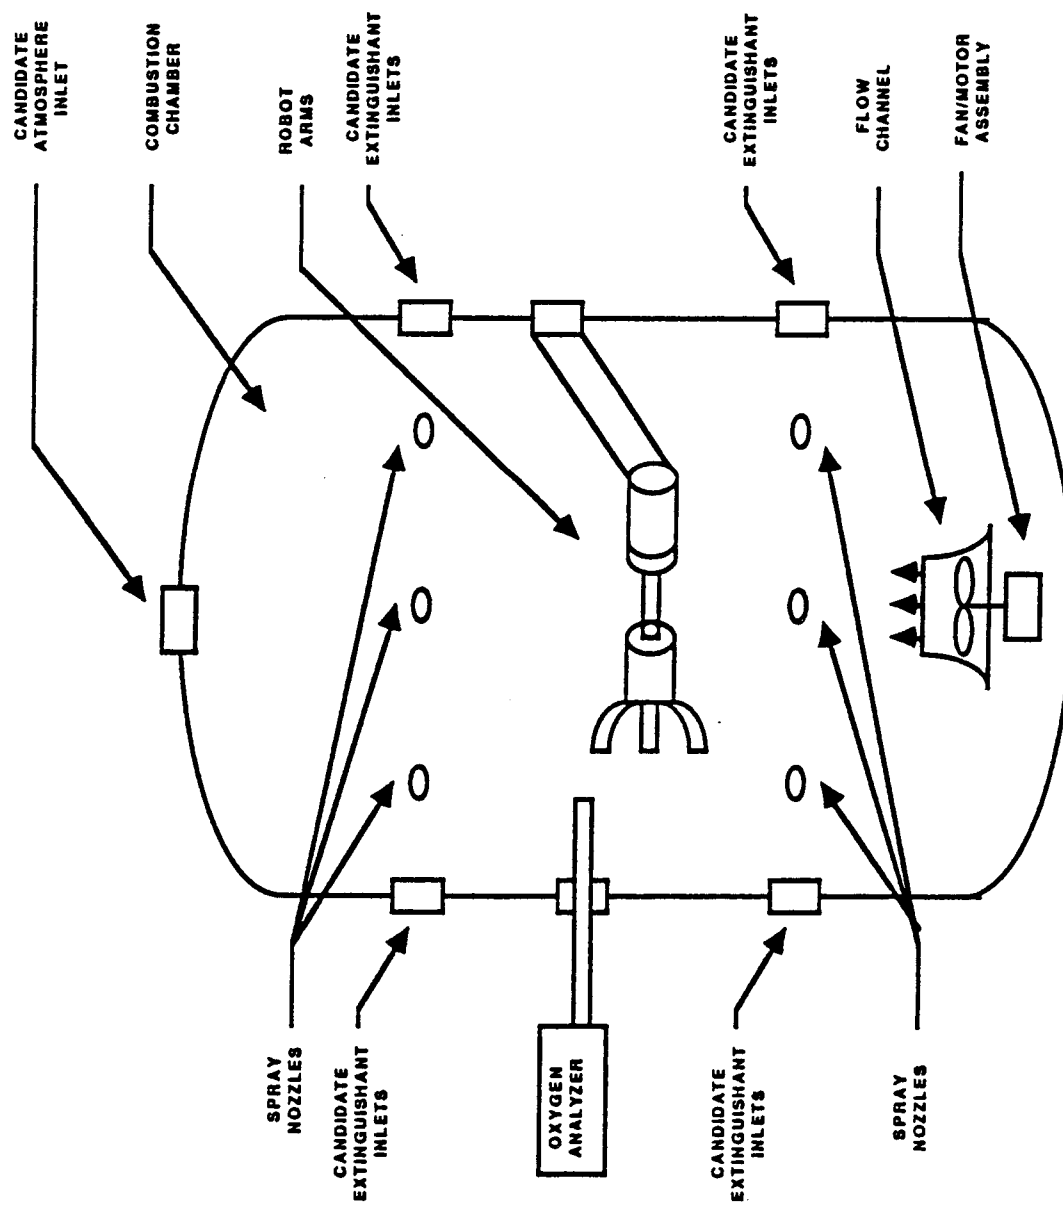 CANDIDATE
ATMOSPHERE
INLET
COMBUSTION
CHAMBER
ROBOT
ARMS
CANDIDATE
EXTINGUISHANT
INLETS
CANDIDATE
EXTINGUISHANT
INLETS
FLOW
CHANNEL
FAN/MOTOR
ASSEMBLY
SPRAY
NOZZLES
CANDIDATE
EXTINGUISHANT
INLETS
OXYGEN
ANALYZER
CANDIDATE
EXTINGUISHANT
INLETS
SPRAY
NOZZLES